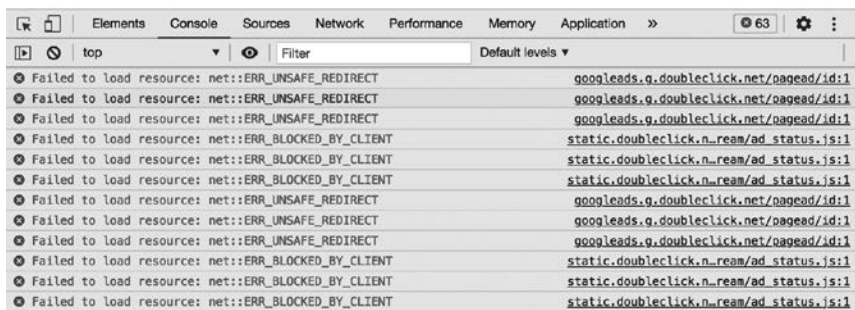 Elements Console Sources Network Performance Memory Application » 63
top ▼ Filter Default levels ▼
Failed to load resource: net::ERR_UNSAFE_REDIRECT googleads.g.doubleclick.net/pagead/id:1
Failed to load resource: net::ERR_UNSAFE_REDIRECT googleads.g.doubleclick.net/pagead/id:1
Failed to load resource: net::ERR_UNSAFE_REDIRECT googleads.g.doubleclick.net/pagead/id:1
Failed to load resource: net::ERR_BLOCKED_BY_CLIENT static.doubleclick.n…ream/ad_status.js:1
Failed to load resource: net::ERR_BLOCKED_BY_CLIENT static.doubleclick.n…ream/ad_status.js:1
Failed to load resource: net::ERR_BLOCKED_BY_CLIENT static.doubleclick.n…ream/ad_status.js:1
Failed to load resource: net::ERR_UNSAFE_REDIRECT googleads.g.doubleclick.net/pagead/id:1
Failed to load resource: net::ERR_UNSAFE_REDIRECT googleads.g.doubleclick.net/pagead/id:1
Failed to load resource: net::ERR_UNSAFE_REDIRECT googleads.g.doubleclick.net/pagead/id:1
Failed to load resource: net::ERR_BLOCKED_BY_CLIENT static.doubleclick.n…ream/ad_status.js:1
Failed to load resource: net::ERR_BLOCKED_BY_CLIENT static.doubleclick.n…ream/ad_status.js:1
Failed to load resource: net::ERR_BLOCKED_BY_CLIENT static.doubleclick.n…ream/ad_status.js:1